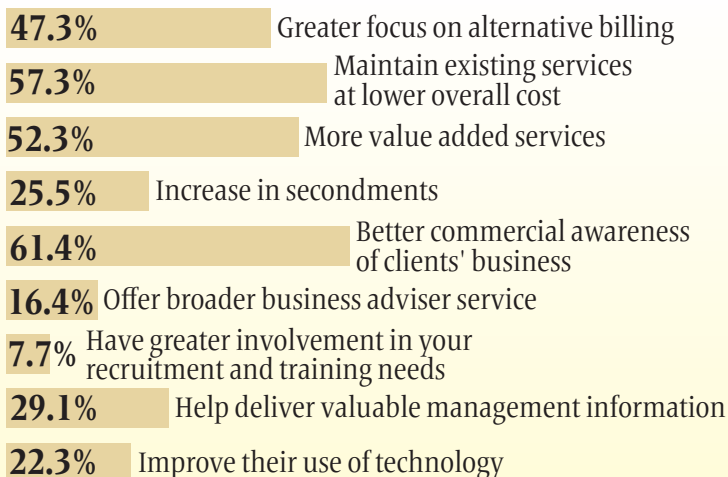 47.3% Greater focus on alternative billing
57.3% Maintain existing services
at lower overall cost
52.3% More value added services
25.5% Increase in secondments
61.4% Better commercial awareness
of clients' business
16.4% Offer broader business adviser service
7.7% Have greater involvement in your
recruitment and training needs
29.1% Help deliver valuable management information
22.3% Improve their use of technology